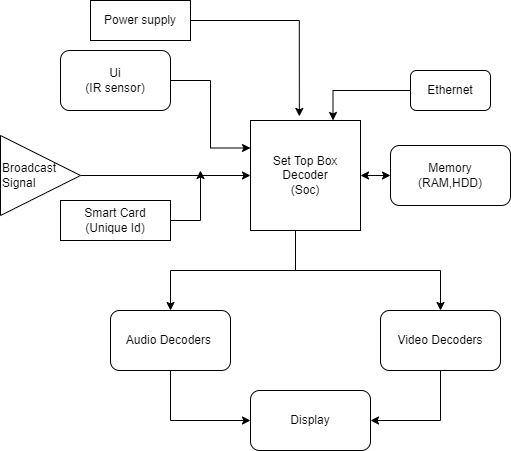 Power supply
Ui
(IR sensor)
Ethernet
Broadcast
Signal
Set Top Box
Decoder
(Soc)
Memory
(RAM,HDD)
Smart Card
(Unique Id)
Audio Decoders
Video Decoders
Display